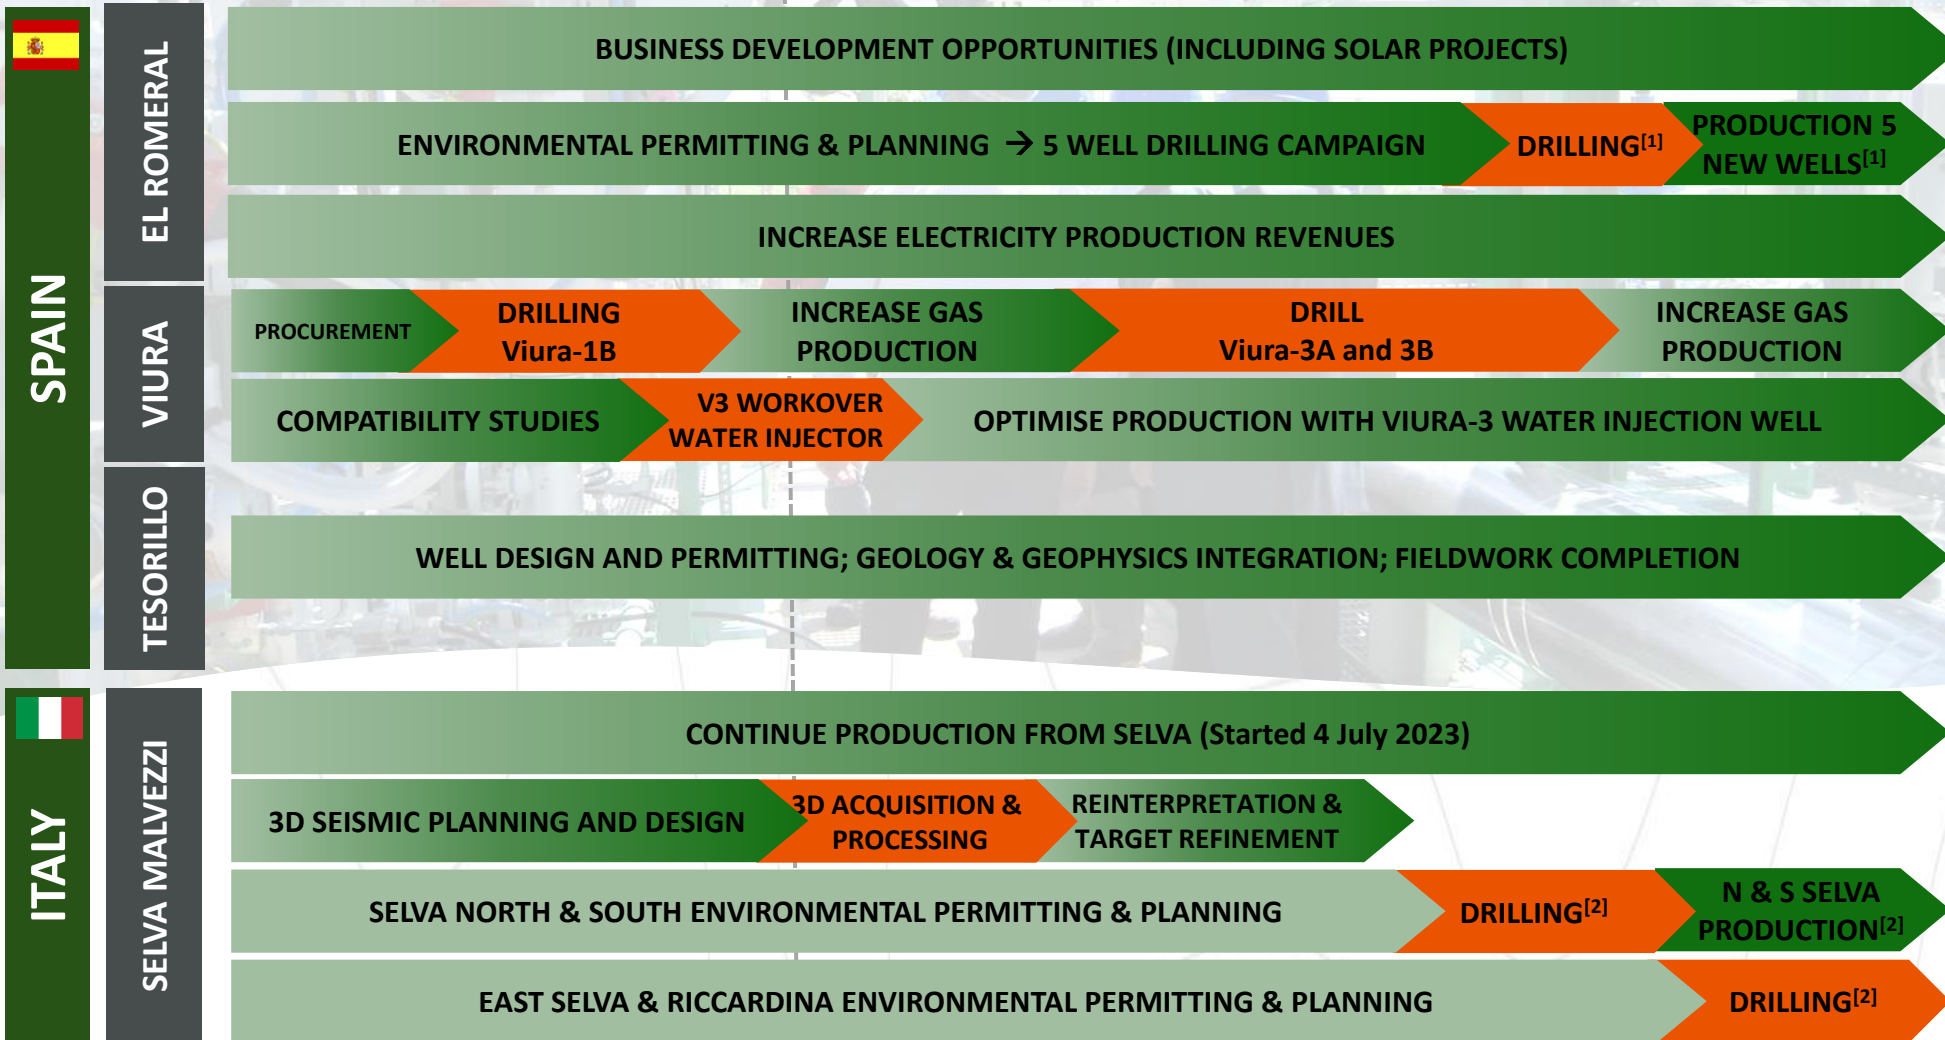 SPAIN
EL ROMERAL
BUSINESS DEVELOPMENT OPPORTUNITIES (INCLUDING SOLAR PROJECTS)
ENVIRONMENTAL PERMITTING & PLANNING → 5 WELL DRILLING CAMPAIGN
DRILLING[1]
PRODUCTION 5
NEW WELLS[1]
INCREASE ELECTRICITY PRODUCTION REVENUES
VIURA
PROCUREMENT
DRILLING
Viura-1B
INCREASE GAS
PRODUCTION
DRILL
Viura-3A and 3B
INCREASE GAS
PRODUCTION
COMPATIBILITY STUDIES
V3 WORKOVER
WATER INJECTOR
OPTIMISE PRODUCTION WITH VIURA-3 WATER INJECTION WELL
TESORILLO
WELL DESIGN AND PERMITTING; GEOLOGY & GEOPHYSICS INTEGRATION; FIELDWORK COMPLETION
ITALY
SELVA MALVEZZI
CONTINUE PRODUCTION FROM SELVA (Started 4 July 2023)
3D SEISMIC PLANNING AND DESIGN
3D ACQUISITION &
PROCESSING
REINTERPRETATION &
TARGET REFINEMENT
SELVA NORTH & SOUTH ENVIRONMENTAL PERMITTING & PLANNING
DRILLING[2]
N & S SELVA
PRODUCTION[2]
EAST SELVA & RICCARDINA ENVIRONMENTAL PERMITTING & PLANNING
DRILLING[2]